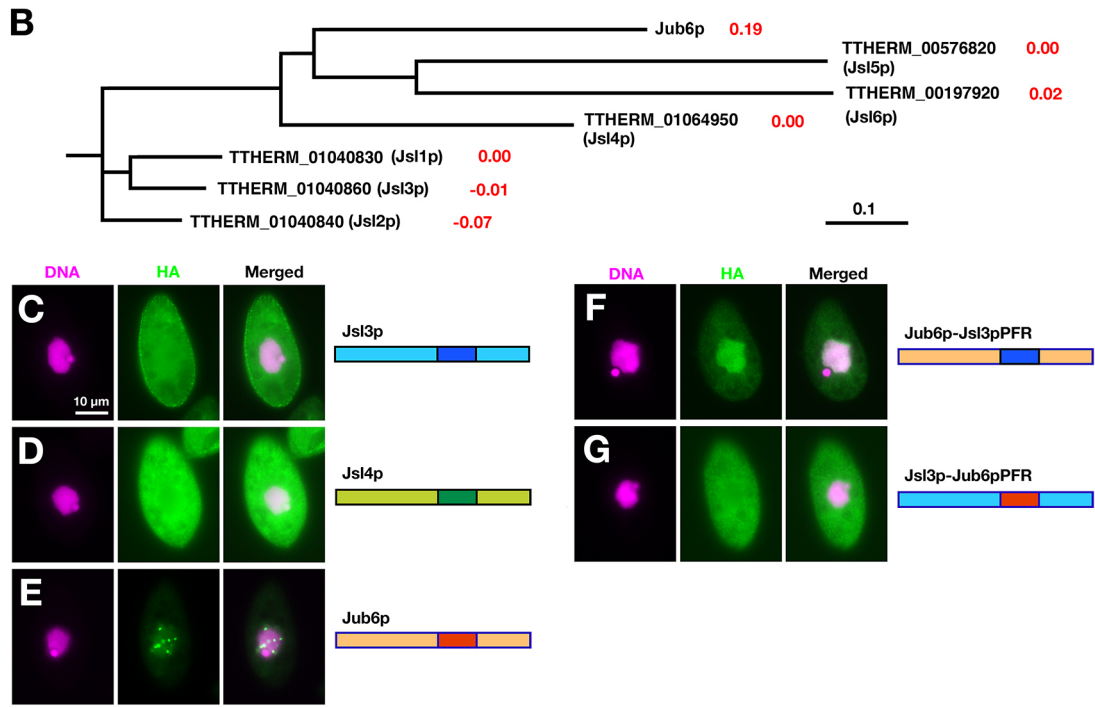 B
Jub6p 0.19
TTHERM_00576820 0.00
(Jsl5p)
TTHERM_00197920 0.02
(Jsl6p)
TTHERM_01064950 0.00
(Jsl4p)
TTHERM_01040830 (Jsl1p) 0.00
TTHERM_01040860 (Jsl3p) -0.01
TTHERM_01040840 (Jsl2p) -0.07
0.1
DNA HA Merged
C
Jsl3p
10 µm
D
Jsl4p
E
Jub6p
DNA HA Merged
F
Jub6p-Jsl3pPFR
G
Jsl3p-Jub6pPFR